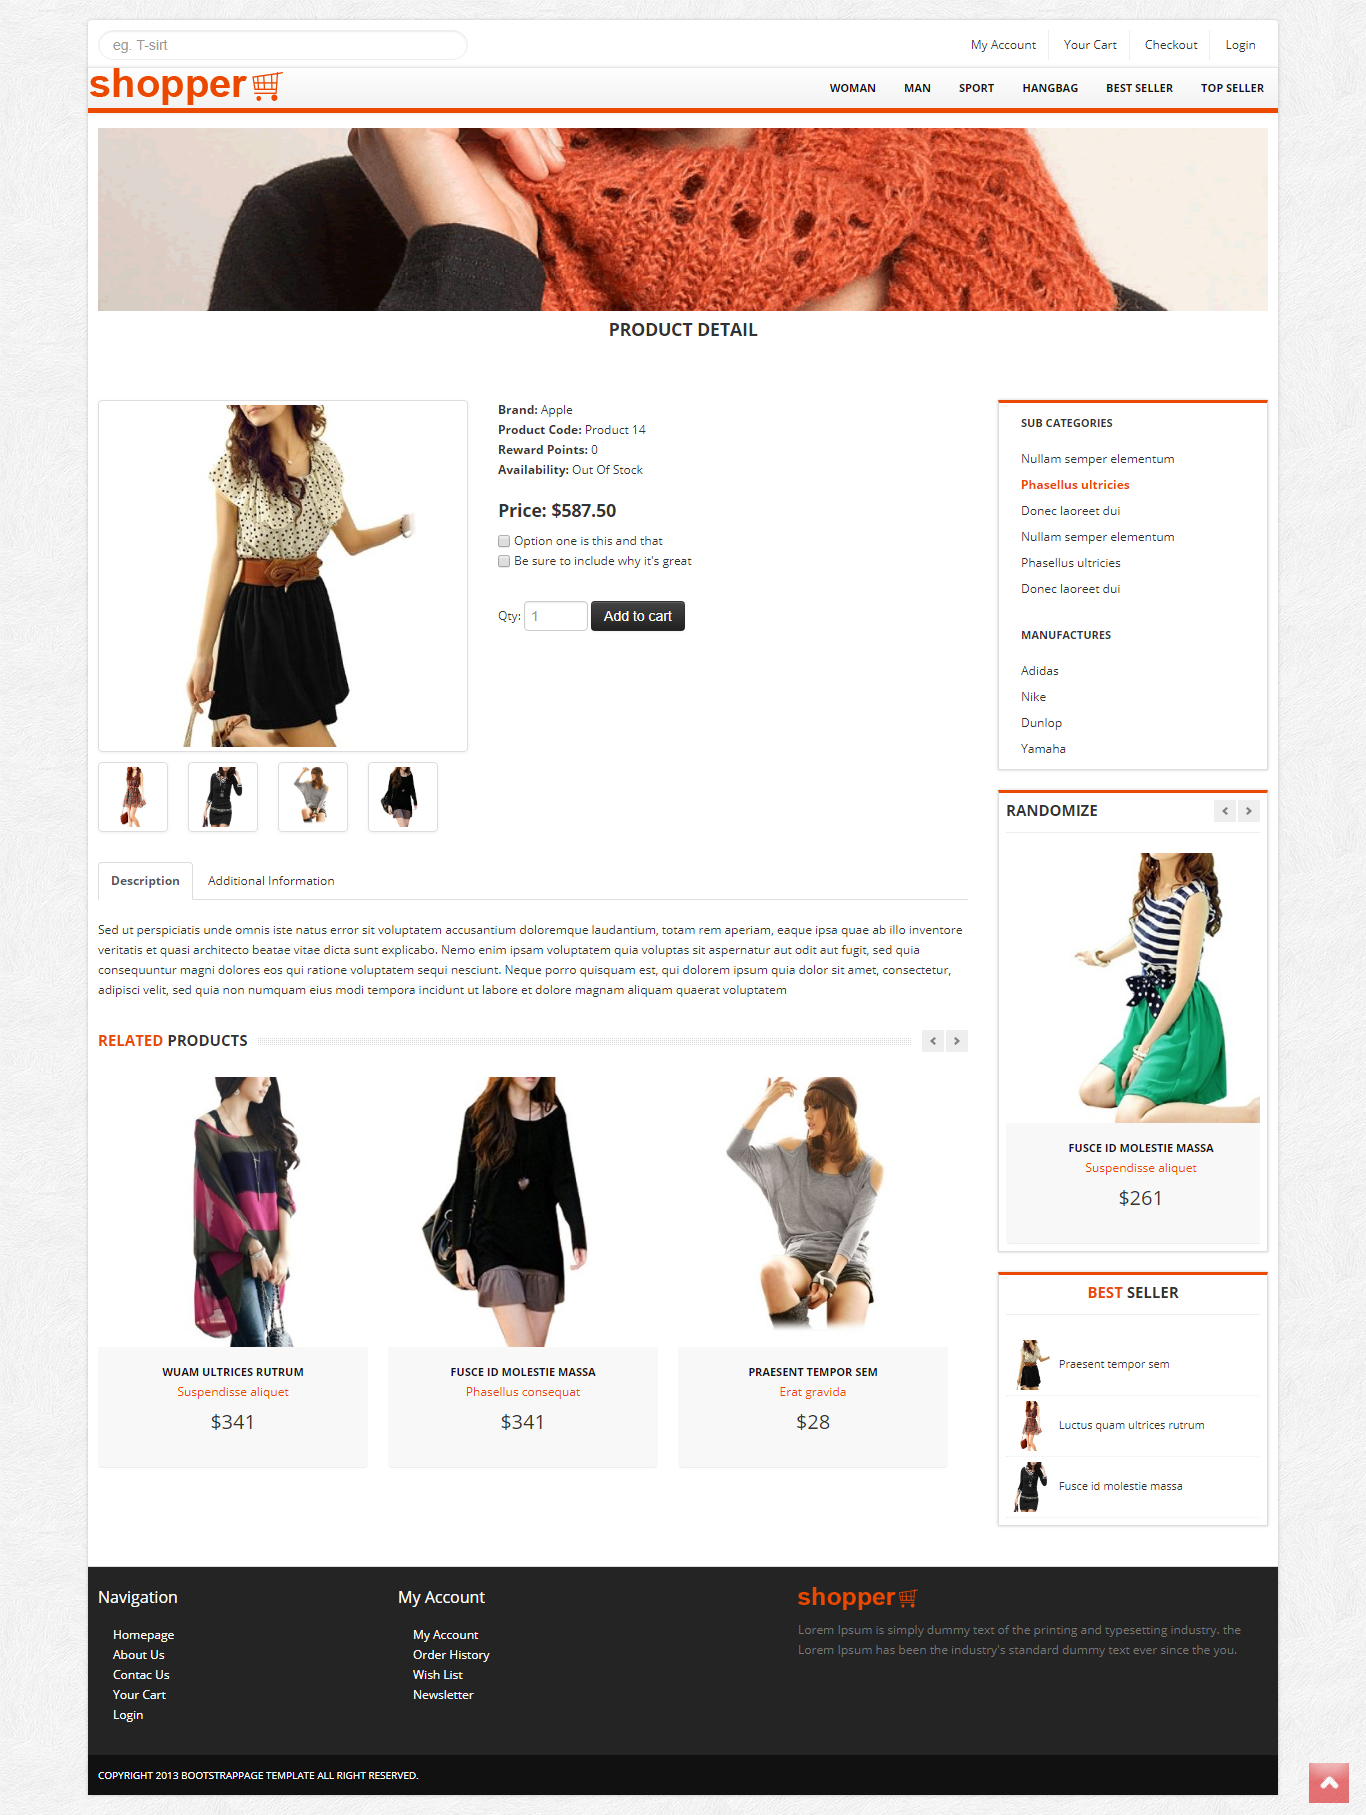 eg. T-sirt
My Account
Your Cart
Checkout
Login
shopper
WOMAN
MAN
SPORT
HANGBAG
BEST SELLER
TOP SELLER
PRODUCT DETAIL
Brand: Apple
Product Code: Product 14
Reward Points: 0
Availability: Out Of Stock
Price: $587.50
Option one is this and that
Be sure to include why it's great
Qty: 1 Add to cart
Description
Additional Information
Sed ut perspiciatis unde omnis iste natus error sit voluptatem accusantium doloremque laudantium, totam rem aperiam, eaque ipsa quae ab illo inventore
veritatis et quasi architecto beatae vitae dicta sunt explicabo. Nemo enim ipsam voluptatem quia voluptas sit aspernatur aut odit aut fugit, sed quia
consequuntur magni dolores eos qui ratione voluptatem sequi nesciunt. Neque porro quisquam est, qui dolorem ipsum quia dolor sit amet, consectetur,
adipisci velit, sed quia non numquam eius modi tempora incidunt ut labore et dolore magnam aliquam quaerat voluptatem
RELATED PRODUCTS
WUAM ULTRICES RUTRUM
Suspendisse aliquet
$341
FUSCE ID MOLESTIE MASSA
Phasellus consequat
$341
PRAESENT TEMPOR SEM
Erat gravida
$28
SUB CATEGORIES
Nullam semper elementum
Phasellus ultricies
Donec laoreet dui
Nullam semper elementum
Phasellus ultricies
Donec laoreet dui
MANUFACTURES
Adidas
Nike
Dunlop
Yamaha
RANDOMIZE
FUSCE ID MOLESTIE MASSA
Suspendisse aliquet
$261
BEST SELLER
Praesent tempor sem
Luctus quam ultrices rutrum
Fusce id molestie massa
Navigation
Homepage
About Us
Contac Us
Your Cart
Login
My Account
My Account
Order History
Wish List
Newsletter
shopper
Lorem Ipsum is simply dummy text of the printing and typesetting industry. the
Lorem Ipsum has been the industry's standard dummy text ever since the you.
COPYRIGHT 2013 BOOTSTRAPPAGE TEMPLATE ALL RIGHT RESERVED.